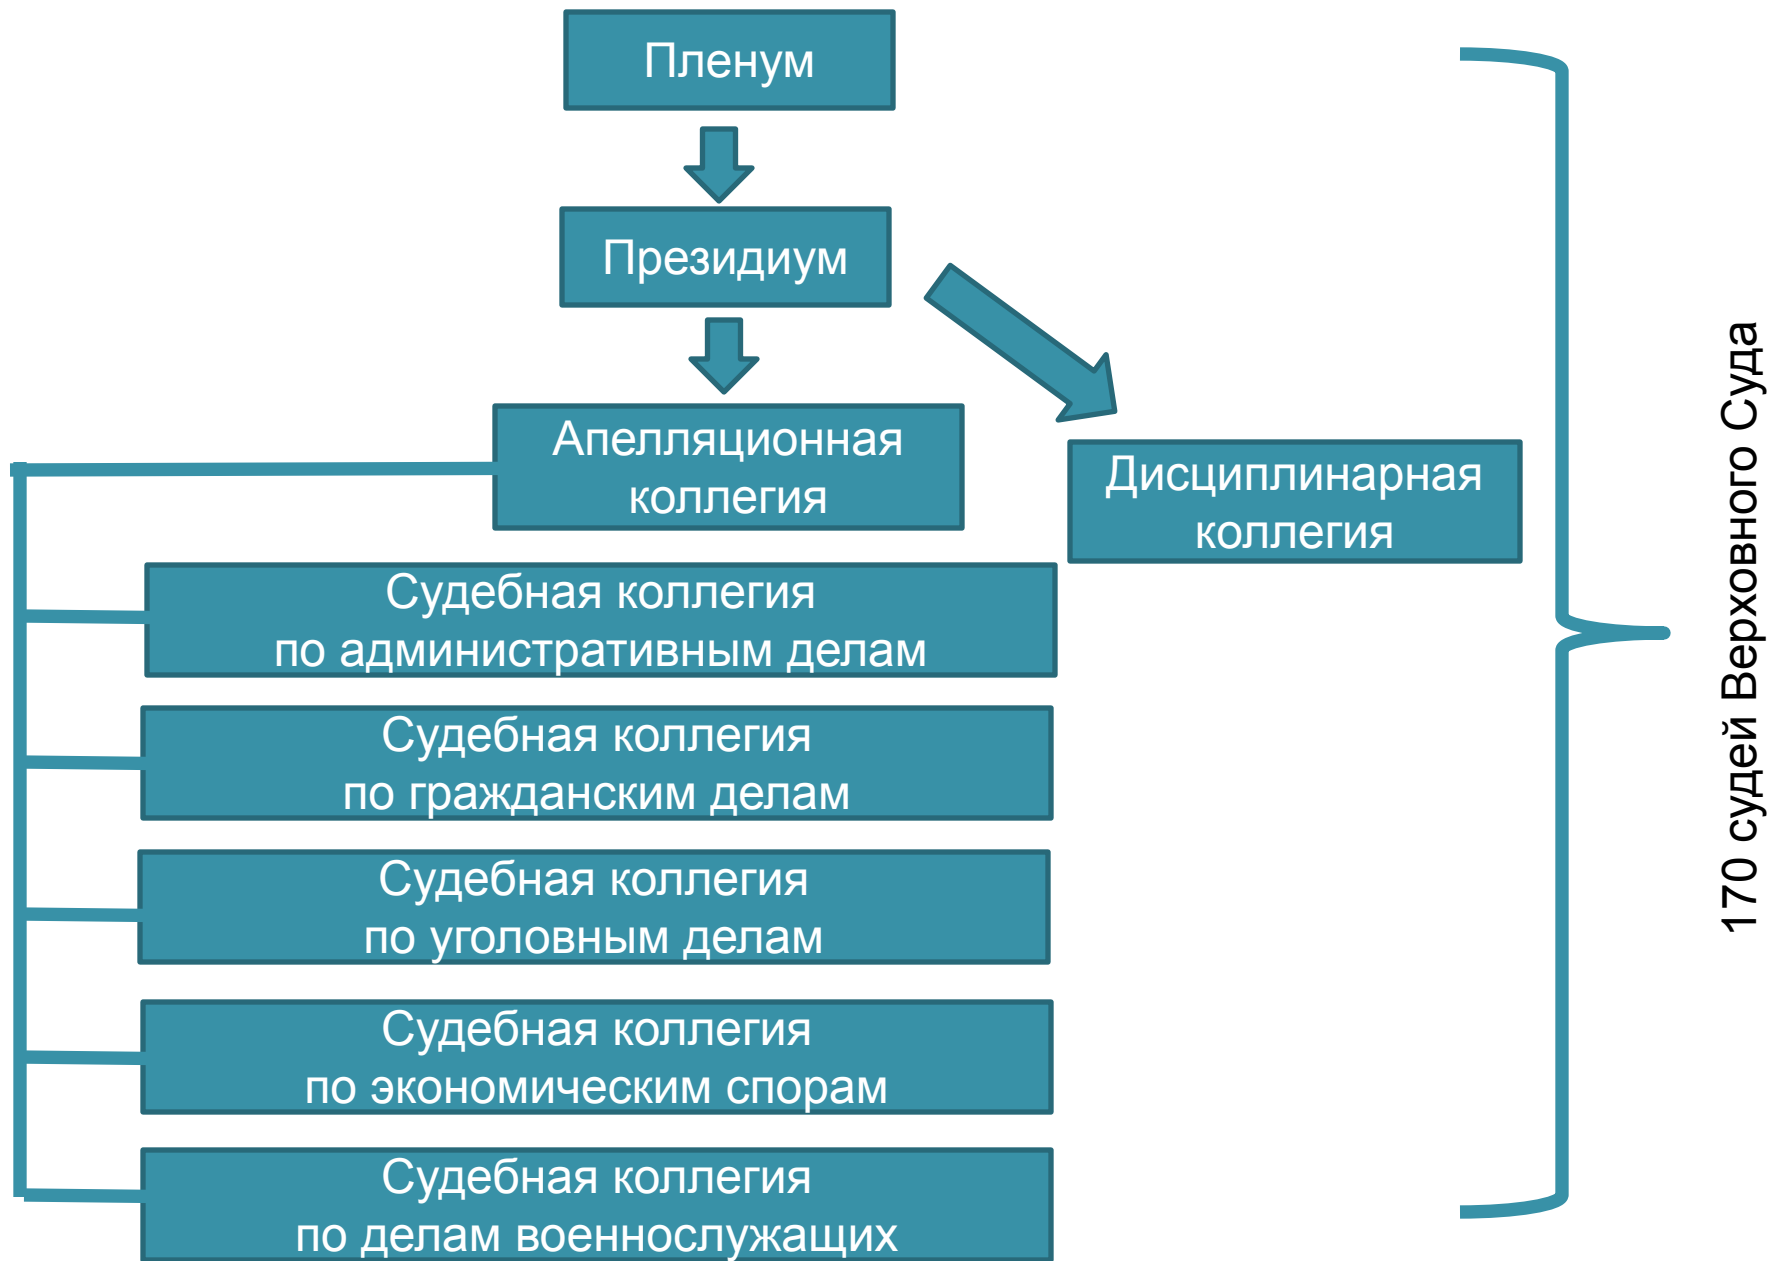 Пленум
Президиум
Апелляционная
коллегия
Дисциплинарная
коллегия
Судебная коллегия
по административным делам
Судебная коллегия
по гражданским делам
Судебная коллегия
по уголовным делам
Судебная коллегия
по экономическим спорам
Судебная коллегия
по делам военнослужащих
170 судей Верховного Суда